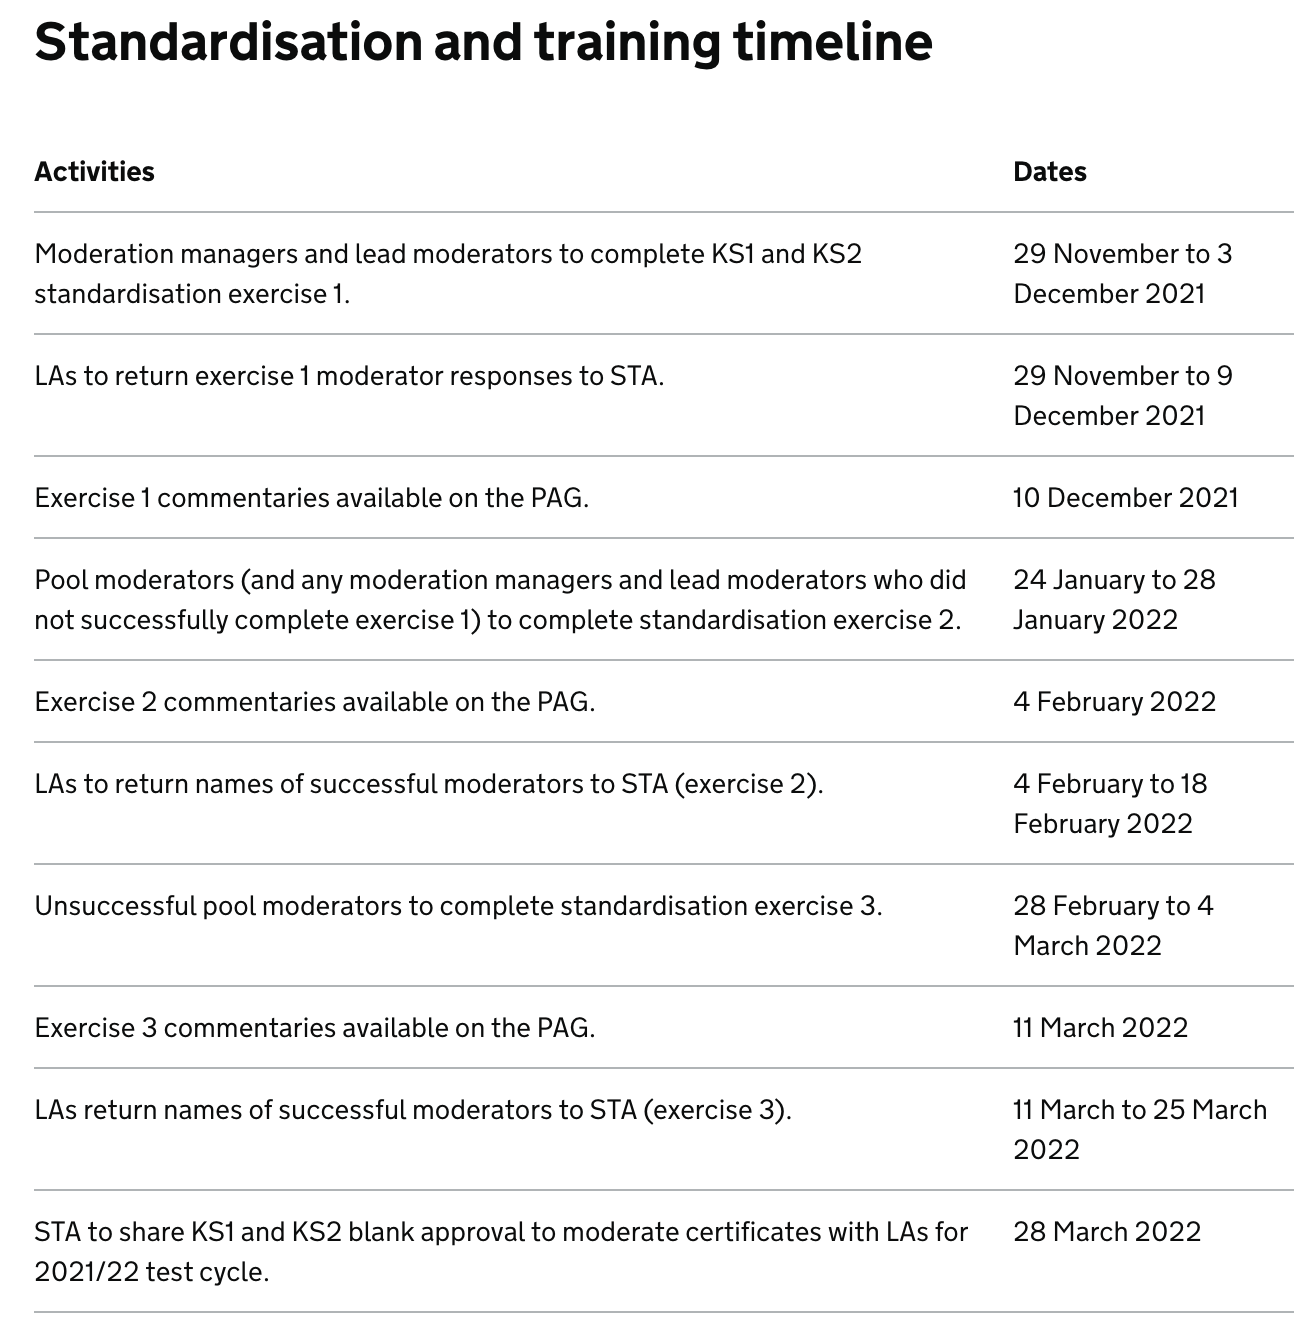 Standardisation and training timeline
Activities Dates
Moderation managers and lead moderators to complete KS1 and KS2
standardisation exercise 1.
29 November to 3
December 2021
LAs to return exercise 1 moderator responses to STA.
29 November to 9
December 2021
Exercise 1 commentaries available on the PAG.
10 December 2021
Pool moderators (and any moderation managers and lead moderators who did
not successfully complete exercise 1) to complete standardisation exercise 2.
24 January to 28
January 2022
Exercise 2 commentaries available on the PAG.
4 February 2022
LAs to return names of successful moderators to STA (exercise 2).
4 February to 18
February 2022
Unsuccessful pool moderators to complete standardisation exercise 3.
28 February to 4
March 2022
Exercise 3 commentaries available on the PAG.
11 March 2022
LAs return names of successful moderators to STA (exercise 3).
11 March to 25 March
2022
STA to share KS1 and KS2 blank approval to moderate certificates with LAs for
2021/22 test cycle.
28 March 2022